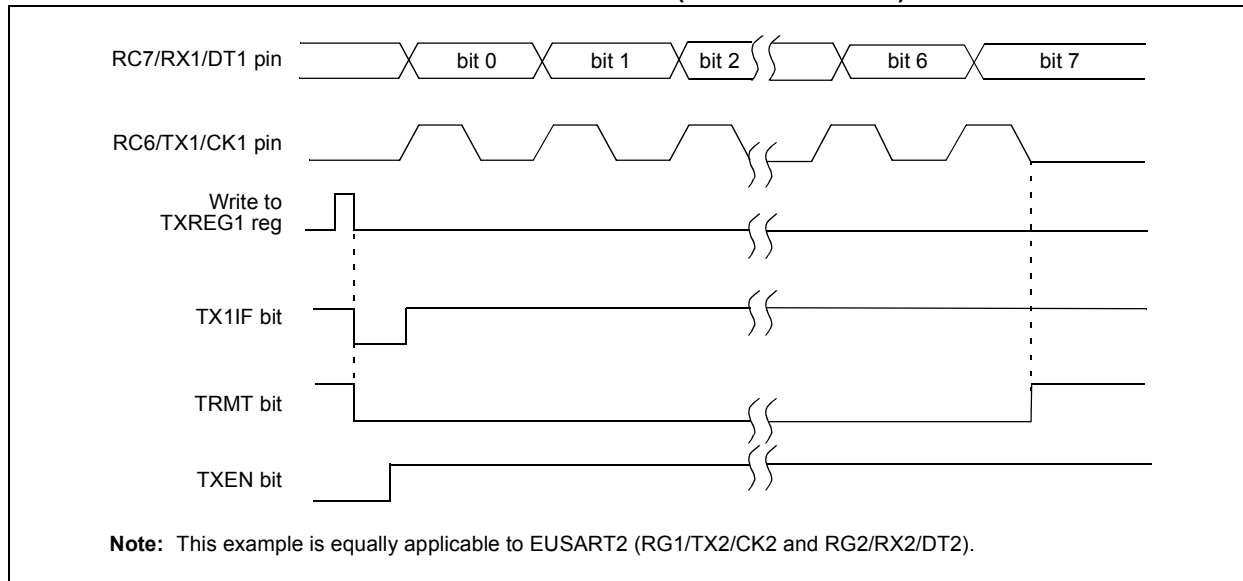 RC7/RX1/DT1 pin
bit 0
bit 1
bit 2
bit 6
bit 7
RC6/TX1/CK1 pin
Write to
TXREG1 reg
TX1IF bit
TRMT bit
TXEN bit
Note: This example is equally applicable to EUSART2 (RG1/TX2/CK2 and RG2/RX2/DT2).